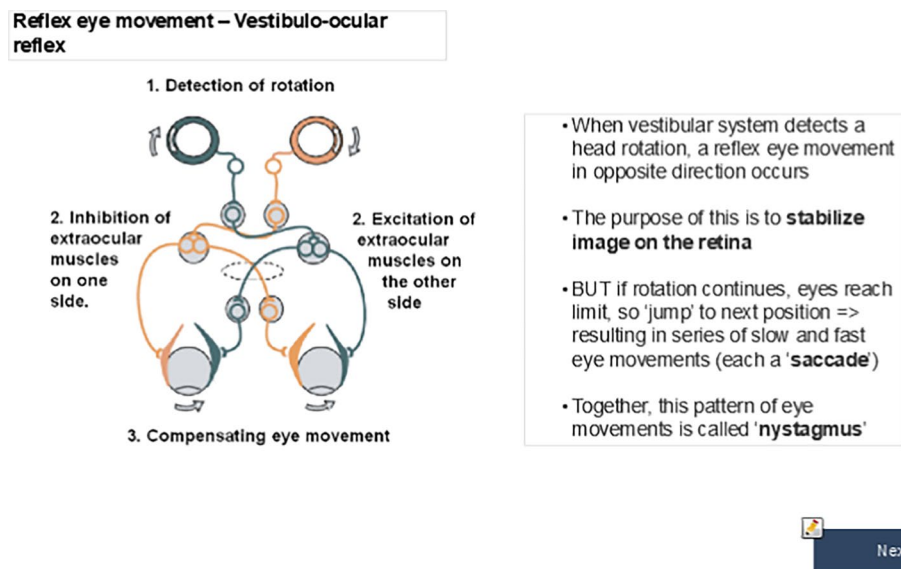 Reflex eye movement – Vestibulo-ocular
reflex
1. Detection of rotation
2. Inhibition of
extraocular
muscles
on one
side.
2. Excitation of
extraocular
muscles on
the other
side
3. Compensating eye movement
• When vestibular system detects a
head rotation, a reflex eye movement
in opposite direction occurs
• The purpose of this is to stabilize
image on the retina
• BUT if rotation continues, eyes reach
limit, so 'jump' to next position =>
resulting in series of slow and fast
eye movements (each a 'saccade')
• Together, this pattern of eye
movements is called 'nystagmus'